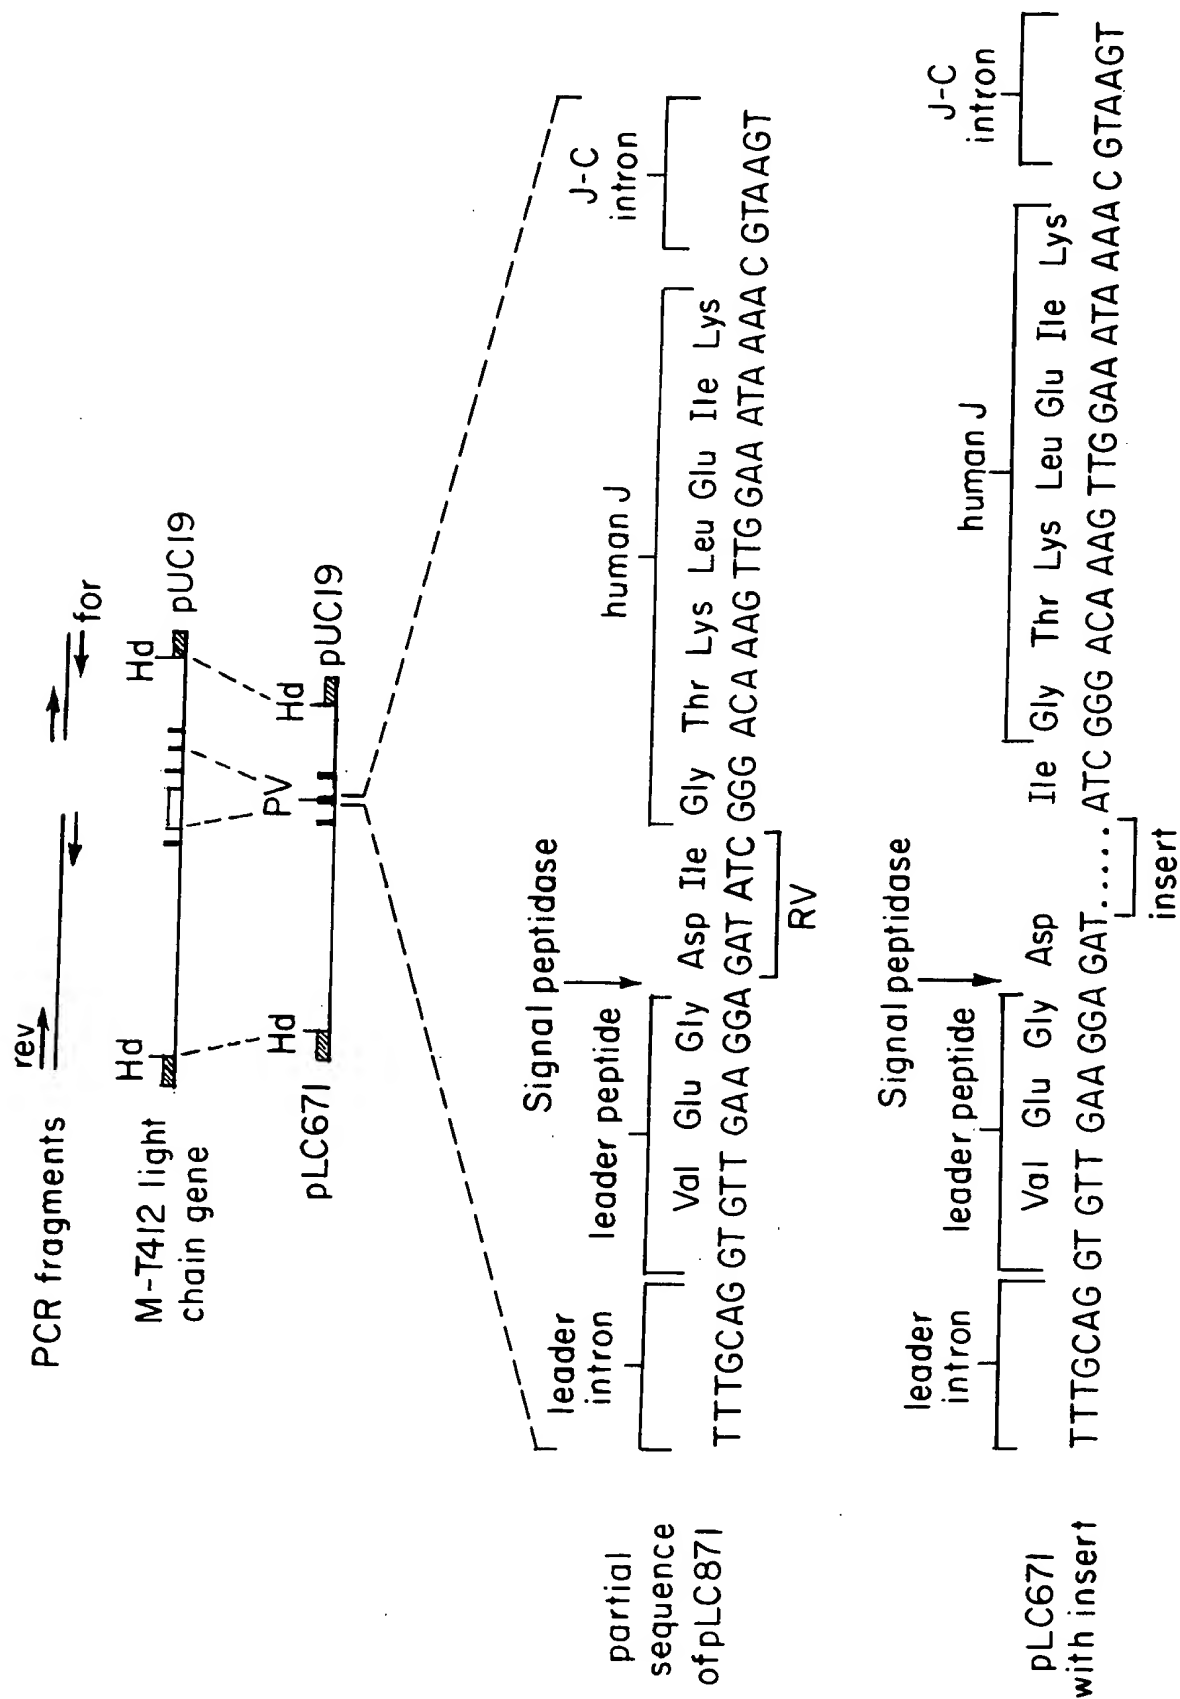 PCR fragments
rev
for
M-T412 light
chain gene
Hd
Hd
pUC19
PV
pLC671
Hd
Hd
pUC19
Signal peptidase
leader
intron
leader peptide
human J
J-C
intron
Val Glu Gly Asp Ile Gly Thr Lys Leu Glu Ile Lys
partial
sequence
of pLC871
TTTGCAG GT GTT GAA GGA GAT ATC GGG ACA AAG TTG GAA ATA AAA C GTAAGT
RV
Signal peptidase
leader
intron
leader peptide
human J
J-C
intron
Val Glu Gly Asp Ile Gly Thr Lys Leu Glu Ile Lys
pLC671
with insert
TTTGCAG GT GTT GAA GGA GAT...... ATC GGG ACA AAG TTG GAA ATA AAA C GTAAGT
insert